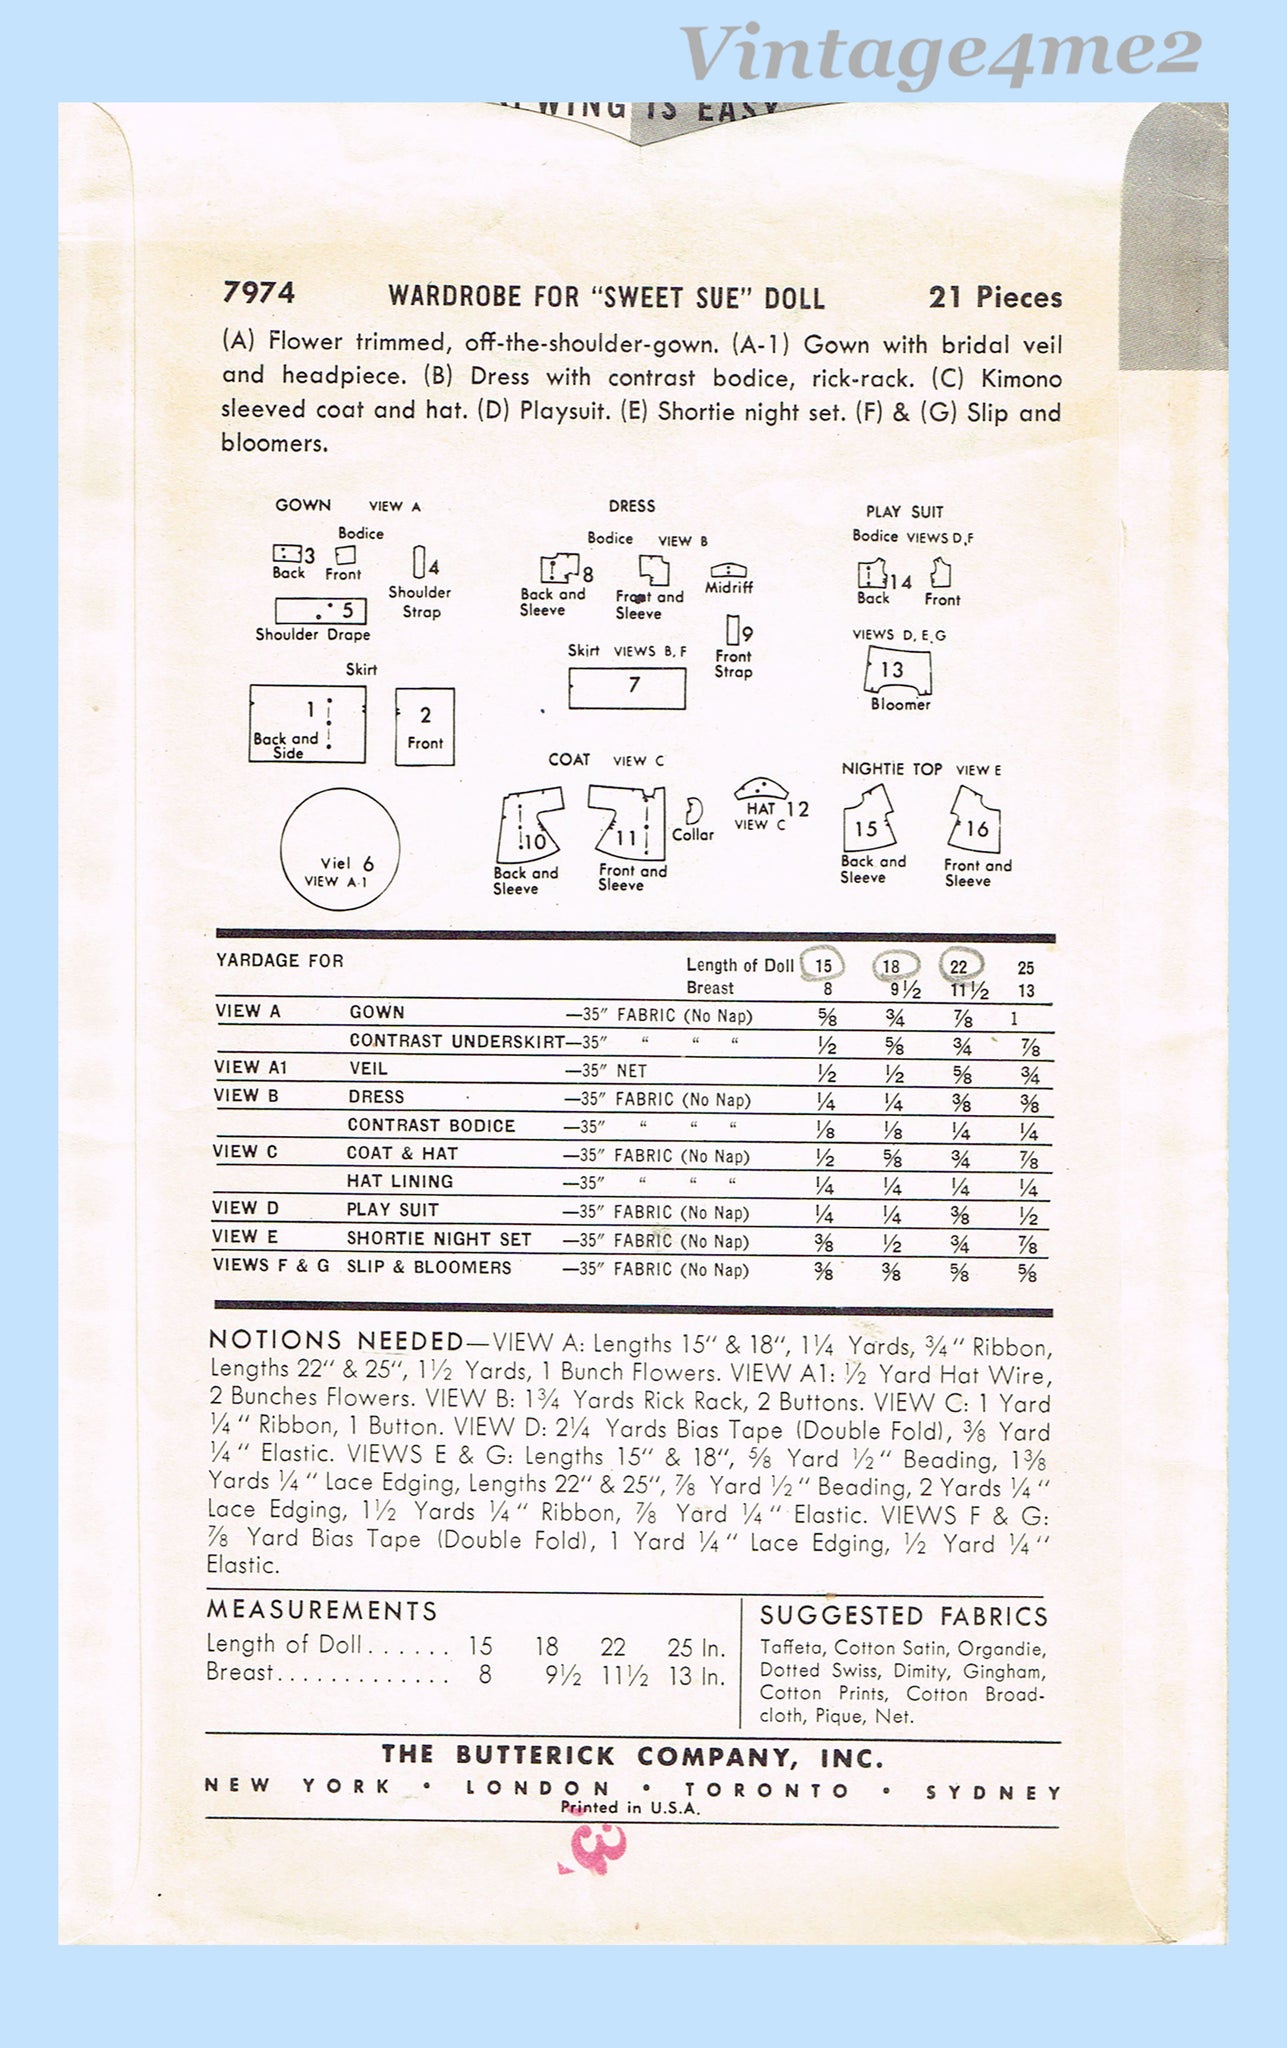 Vintage4me2
WING IS EASY
7974 WARDROBE FOR “SWEET SUE” DOLL 21 Pieces
(A) Flower trimmed, off-the-shoulder-gown. (A-1) Gown with bridal veil
and headpiece. (B) Dress with contrast bodice, rick-rack. (C) Kimono
sleeved coat and hat. (D) Playsuit. (E) Shortie night set. (F) & (G) Slip and
bloomers.
GOWN VIEW A
Bodice
3
Back Front
4
Shoulder
Strap
5
Shoulder Drape
Skirt
1
Back and
Side
2
Front
Viel 6
VIEW A-1
DRESS
Bodice VIEW B
8
Back and
Sleeve
Front and
Sleeve
Midriff
9
Front
Strap
Skirt VIEWS B, F
7
COAT VIEW C
10
Back and
Sleeve
11
Front and
Sleeve
Collar
HAT 12
VIEW C
PLAY SUIT
Bodice VIEWS D,F
14
Back Front
VIEWS D, E, G
13
Bloomer
NIGHTIE TOP VIEW E
15
Back and
Sleeve
16
Front and
Sleeve
YARDAGE FOR Length of Doll 15 18 22 25
Breast 8 9½ 11½ 13
VIEW A GOWN —35″ FABRIC (No Nap) ⅝ ¾ ⅞ 1
CONTRAST UNDERSKIRT—35″ “ “ “ ½ ⅝ ¾ ⅞
VIEW A1 VEIL —35″ NET ½ ½ ⅝ ¾
VIEW B DRESS —35″ FABRIC (No Nap) ¼ ¼ ⅜ ⅜
CONTRAST BODICE —35″ “ “ “ ⅛ ⅛ ¼ ¼
VIEW C COAT & HAT —35″ FABRIC (No Nap) ½ ⅝ ¾ ⅞
HAT LINING —35″ “ “ “ ¼ ¼ ¼ ¼
VIEW D PLAY SUIT —35″ FABRIC (No Nap) ¼ ¼ ⅜ ½
VIEW E SHORTIE NIGHT SET —35″ FABRIC (No Nap) ⅜ ½ ¾ ⅞
VIEWS F & G SLIP & BLOOMERS —35″ FABRIC (No Nap) ⅜ ⅜ ⅝ ⅝
NOTIONS NEEDED—VIEW A: Lengths 15″ & 18″, 1¼ Yards, ¾″ Ribbon,
Lengths 22″ & 25″, 1½ Yards, 1 Bunch Flowers. VIEW A1: ½ Yard Hat Wire,
2 Bunches Flowers. VIEW B: 1¾ Yards Rick Rack, 2 Buttons. VIEW C: 1 Yard
¼″ Ribbon, 1 Button. VIEW D: 2¼ Yards Bias Tape (Double Fold), ⅜ Yard
¼″ Elastic. VIEWS E & G: Lengths 15″ & 18″, ⅝ Yard ½″ Beading, 1⅜
Yards ¼″ Lace Edging, Lengths 22″ & 25″, ⅞ Yard ½″ Beading, 2 Yards ¼″
Lace Edging, 1½ Yards ¼″ Ribbon, ⅞ Yard ¼″ Elastic. VIEWS F & G:
⅞ Yard Bias Tape (Double Fold), 1 Yard ¼″ Lace Edging, ½ Yard ¼″
Elastic.
MEASUREMENTS
Length of Doll...... 15 18 22 25 In.
Breast............. 8 9½ 11½ 13 In.
SUGGESTED FABRICS
Taffeta, Cotton Satin, Organdie,
Dotted Swiss, Dimity, Gingham,
Cotton Prints, Cotton Broad-
cloth, Pique, Net.
THE BUTTERICK COMPANY, INC.
NEW YORK • LONDON • TORONTO • SYDNEY
Printed in U.S.A.